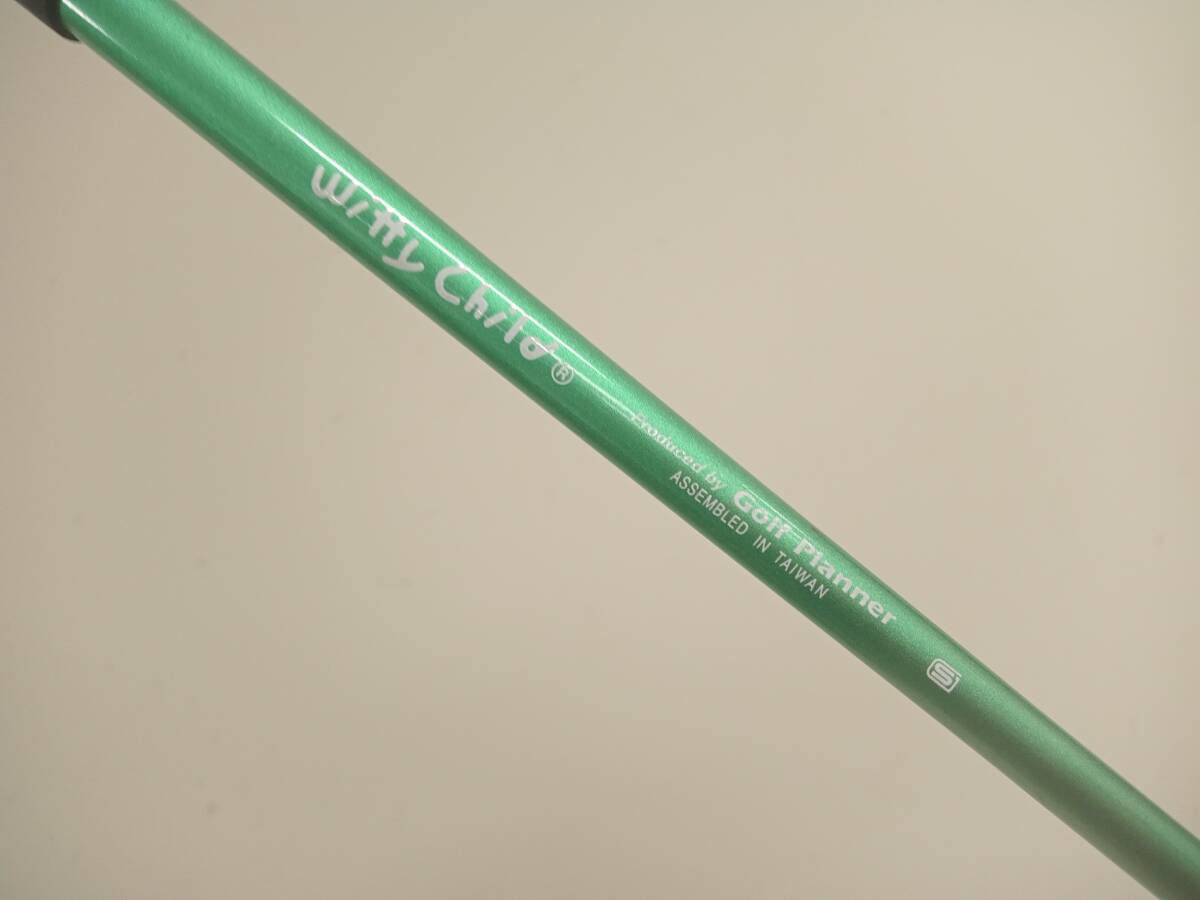 Witty Child®
Produced by Golf Planner
ASSEMBLED IN TAIWAN
S